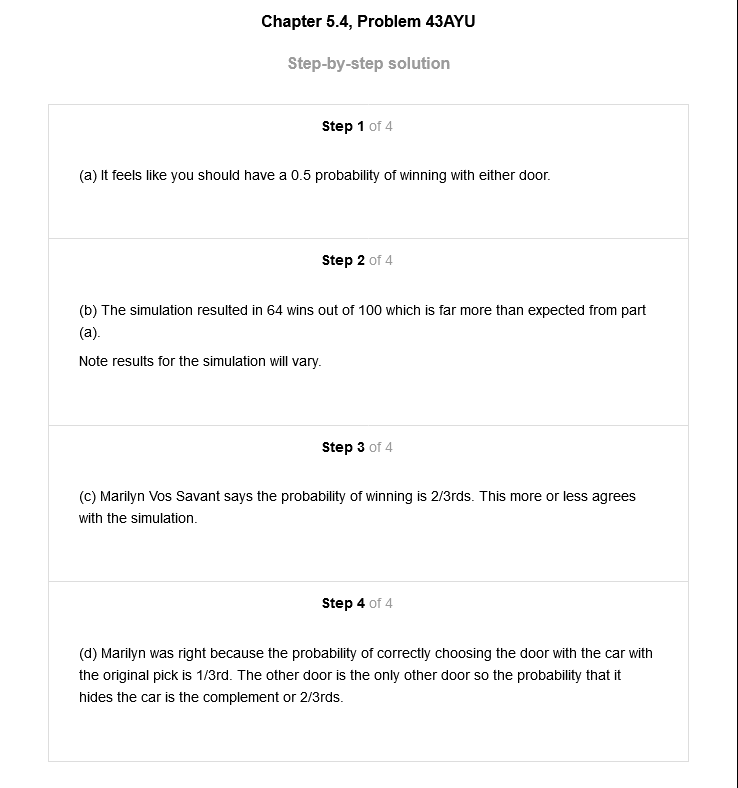 Chapter 5.4, Problem 43AYU
Step-by-step solution
Step 1 of 4
(a) It feels like you should have a 0.5 probability of winning with either door.
Step 2 of 4
(b) The simulation resulted in 64 wins out of 100 which is far more than expected from part
(a).
Note results for the simulation will vary.
Step 3 of 4
(c) Marilyn Vos Savant says the probability of winning is 2/3rds. This more or less agrees
with the simulation.
Step 4 of 4
(d) Marilyn was right because the probability of correctly choosing the door with the car with
the original pick is 1/3rd. The other door is the only other door so the probability that it
hides the car is the complement or 2/3rds.